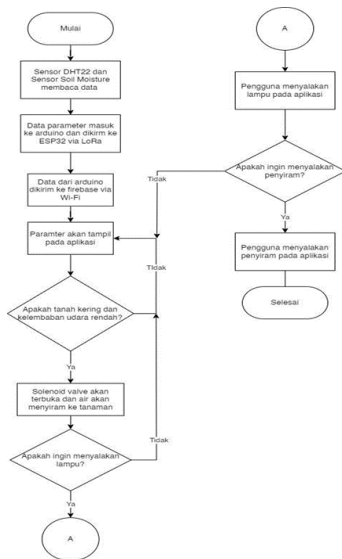 Mulai
Sensor DHT22 dan
Sensor Soil Moisture
membaca data
Data parameter masuk
ke arduino dan dikirm ke
ESP32 via LoRa
Data dari arduino
dikirim ke firebase via
Wi-Fi
Paramter akan tampil
pada aplikasi
Apakah tanah kering dan
kelembaban udara rendah?
Tidak
TIdak
Ya
Solenoid valve akan
terbuka dan air akan
menyiram ke tanaman
Apakah ingin menyalakan
lampu?
Tidak
Ya
A
A
Pengguna menyalakan
lampu pada aplikasi
Apakah ingin menyalakan
penyiram?
Ya
Pengguna menyalakan
penyiram pada aplikasi
Selesai